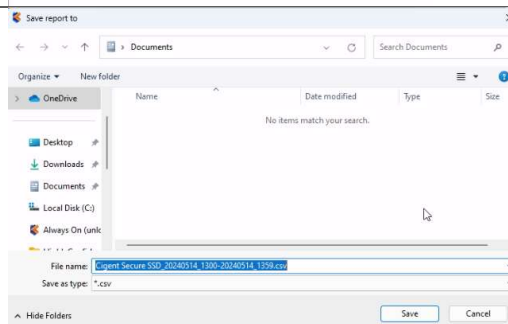 Save report to
Documents
Search Documents
Organize
New folder
OneDrive
Name
Date modified
Type
Size
No items match your search.
Desktop
Downloads
Documents
Local Disk (C:)
Always On (unlc
File name: Cigent Secure SSD_20240514_1300-20240514_1359.csv
Save as type: *.csv
Hide Folders
Save
Cancel